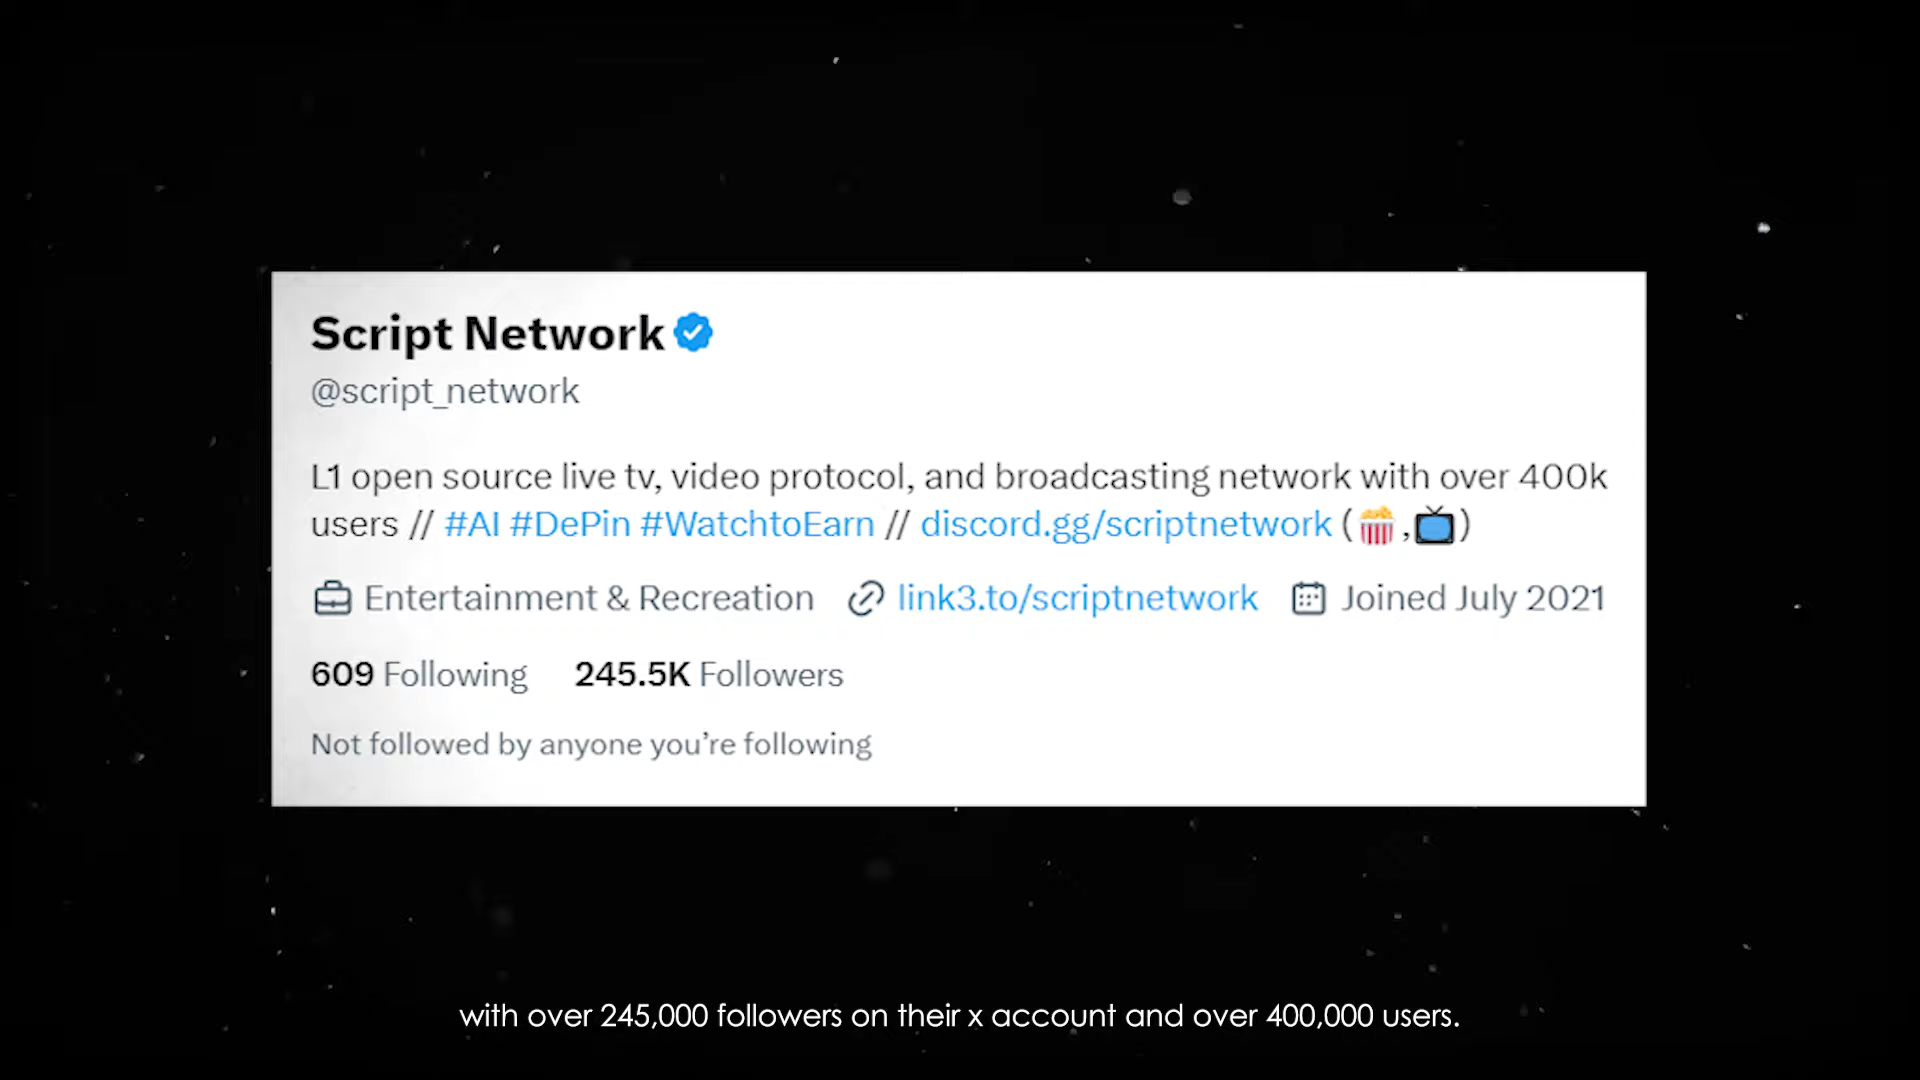 Script Network
@script_network
L1 open source live tv, video protocol, and broadcasting network with over 400k
users // #AI #DePin #WatchtoEarn // discord.gg/scriptnetwork (🍿,📺)
Entertainment & Recreation link3.to/scriptnetwork Joined July 2021
609 Following 245.5K Followers
Not followed by anyone you’re following
with over 245,000 followers on their x account and over 400,000 users.